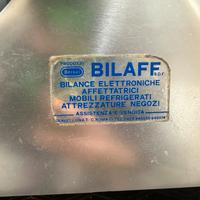 PRODOTTI
BILAFF
s.d.f.
BILANCE ELETTRONICHE
AFFETTATRICI
MOBILI REFRIGERATI
ATTREZZATURE NEGOZI
ASSISTENZA E VENDITA